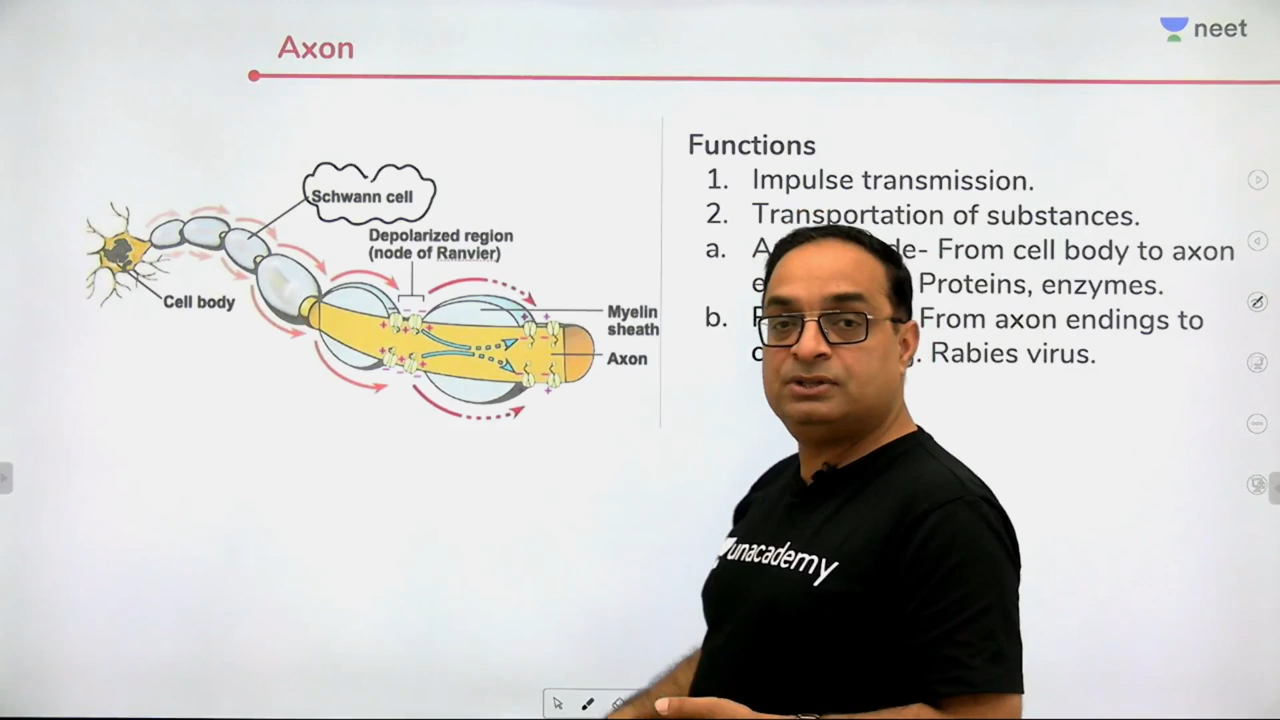 Axon
neet
Schwann cell
Depolarized region
(node of Ranvier)
Cell body
Myelin
sheath
Axon
Functions
1. Impulse transmission.
2. Transportation of substances.
a. From cell body to axon
Proteins, enzymes.
b. From axon endings to
Rabies virus.
unacademy